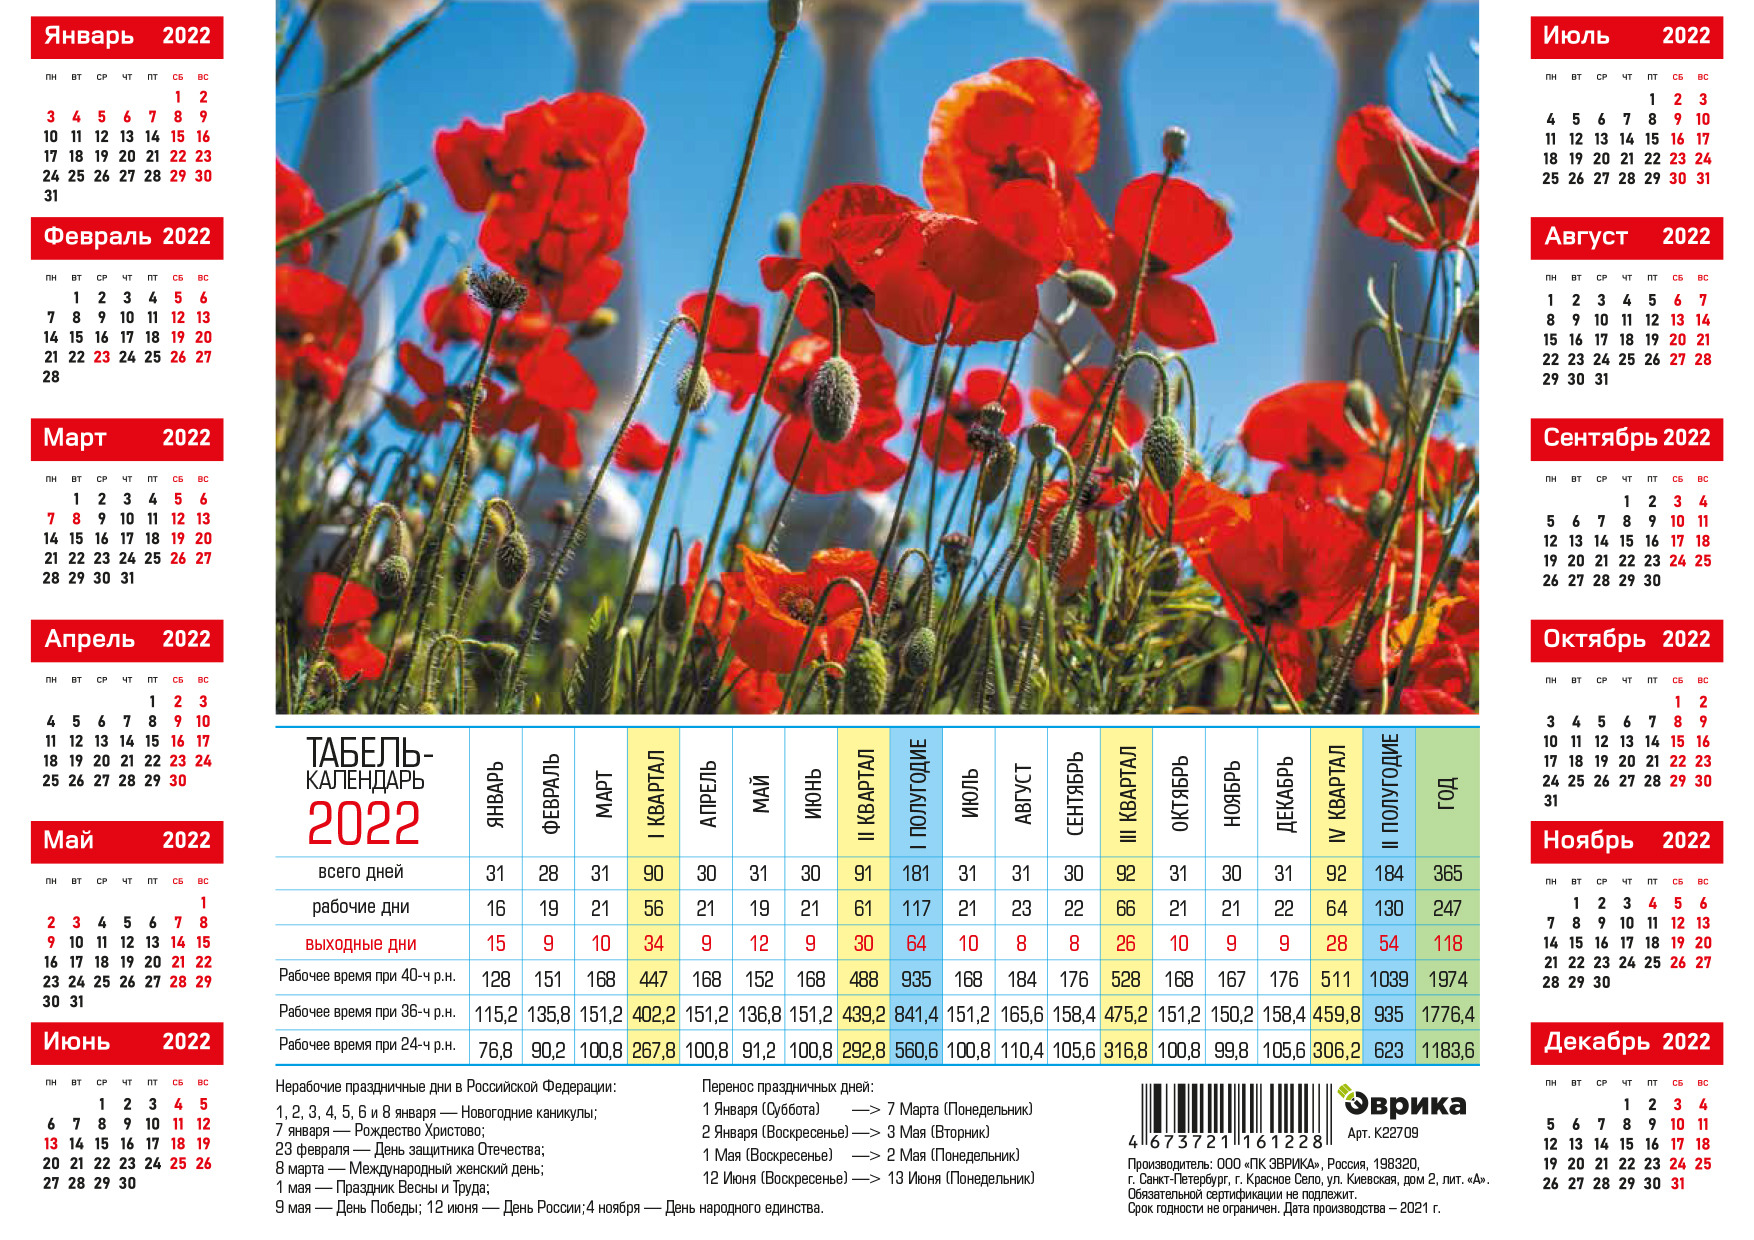 Январь 2022
ПН ВТ СР ЧТ ПТ СБ ВС
1 2
3 4 5 6 7 8 9
10 11 12 13 14 15 16
17 18 19 20 21 22 23
24 25 26 27 28 29 30
31
Февраль 2022
ПН ВТ СР ЧТ ПТ СБ ВС
1 2 3 4 5 6
7 8 9 10 11 12 13
14 15 16 17 18 19 20
21 22 23 24 25 26 27
28
Март 2022
ПН ВТ СР ЧТ ПТ СБ ВС
1 2 3 4 5 6
7 8 9 10 11 12 13
14 15 16 17 18 19 20
21 22 23 24 25 26 27
28 29 30 31
Апрель 2022
ПН ВТ СР ЧТ ПТ СБ ВС
1 2 3
4 5 6 7 8 9 10
11 12 13 14 15 16 17
18 19 20 21 22 23 24
25 26 27 28 29 30
Май 2022
ПН ВТ СР ЧТ ПТ СБ ВС
1
2 3 4 5 6 7 8
9 10 11 12 13 14 15
16 17 18 19 20 21 22
23 24 25 26 27 28 29
30 31
Июнь 2022
ПН ВТ СР ЧТ ПТ СБ ВС
1 2 3 4 5
6 7 8 9 10 11 12
13 14 15 16 17 18 19
20 21 22 23 24 25 26
27 28 29 30
ТАБЕЛЬ-
КАЛЕНДАРЬ
2022
ЯНВАРЬ ФЕВРАЛЬ МАРТ I КВАРТАЛ АПРЕЛЬ МАЙ ИЮНЬ II КВАРТАЛ I ПОЛУГОДИЕ ИЮЛЬ АВГУСТ СЕНТЯБРЬ III КВАРТАЛ ОКТЯБРЬ НОЯБРЬ ДЕКАБРЬ IV КВАРТАЛ II ПОЛУГОДИЕ ГОД
всего дней 31 28 31 90 30 31 30 91 181 31 31 30 92 31 30 31 92 184 365
рабочие дни 16 19 21 56 21 19 21 61 117 21 23 22 66 21 21 22 64 130 247
выходные дни 15 9 10 34 9 12 9 30 64 10 8 8 26 10 9 9 28 54 118
Рабочее время при 40-ч р.н. 128 151 168 447 168 152 168 488 935 168 184 176 528 168 167 176 511 1039 1974
Рабочее время при 36-ч р.н. 115,2 135,8 151,2 402,2 151,2 136,8 151,2 439,2 841,4 151,2 165,6 158,4 475,2 151,2 150,2 158,4 459,8 935 1776,4
Рабочее время при 24-ч р.н. 76,8 90,2 100,8 267,8 100,8 91,2 100,8 292,8 560,6 100,8 110,4 105,6 316,8 100,8 99,8 105,6 306,2 623 1183,6
Нерабочие праздничные дни в Российской Федерации:
1, 2, 3, 4, 5, 6 и 8 января — Новогодние каникулы;
7 января — Рождество Христово;
23 февраля — День защитника Отечества;
8 марта — Международный женский день;
1 мая — Праздник Весны и Труда;
9 мая — День Победы; 12 июня — День России; 4 ноября — День народного единства.
Перенос праздничных дней:
1 Января (Суббота) —> 7 Марта (Понедельник)
2 Января (Воскресенье) —> 3 Мая (Вторник)
1 Мая (Воскресенье) —> 2 Мая (Понедельник)
12 Июня (Воскресенье) —> 13 Июня (Понедельник)
4 673721 161228
Эврика
Арт. К22709
Производитель: ООО «ПК ЭВРИКА», Россия, 198320,
г. Санкт-Петербург, г. Красное Село, ул. Киевская, дом 2, лит. «А».
Обязательной сертификации не подлежит.
Срок годности не ограничен. Дата производства – 2021 г.
Июль 2022
ПН ВТ СР ЧТ ПТ СБ ВС
1 2 3
4 5 6 7 8 9 10
11 12 13 14 15 16 17
18 19 20 21 22 23 24
25 26 27 28 29 30 31
Август 2022
ПН ВТ СР ЧТ ПТ СБ ВС
1 2 3 4 5 6 7
8 9 10 11 12 13 14
15 16 17 18 19 20 21
22 23 24 25 26 27 28
29 30 31
Сентябрь 2022
ПН ВТ СР ЧТ ПТ СБ ВС
1 2 3 4
5 6 7 8 9 10 11
12 13 14 15 16 17 18
19 20 21 22 23 24 25
26 27 28 29 30
Октябрь 2022
ПН ВТ СР ЧТ ПТ СБ ВС
1 2
3 4 5 6 7 8 9
10 11 12 13 14 15 16
17 18 19 20 21 22 23
24 25 26 27 28 29 30
31
Ноябрь 2022
ПН ВТ СР ЧТ ПТ СБ ВС
1 2 3 4 5 6
7 8 9 10 11 12 13
14 15 16 17 18 19 20
21 22 23 24 25 26 27
28 29 30
Декабрь 2022
ПН ВТ СР ЧТ ПТ СБ ВС
1 2 3 4
5 6 7 8 9 10 11
12 13 14 15 16 17 18
19 20 21 22 23 24 25
26 27 28 29 30 31